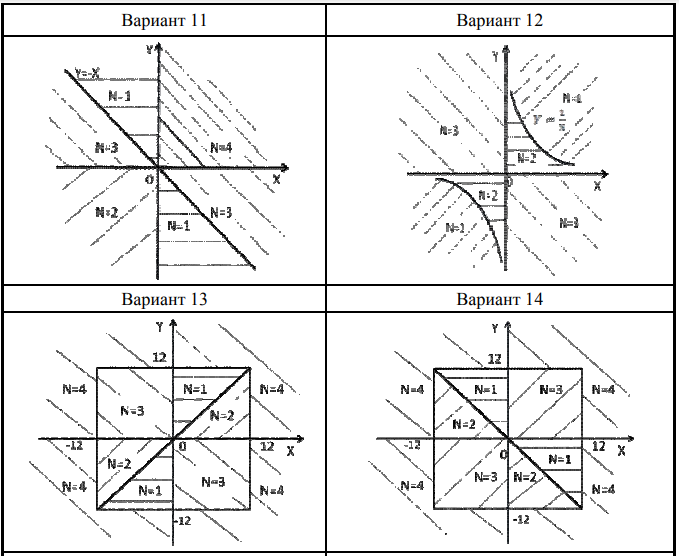 Вариант 11
Y
Y=-X
N=1
N=3
N=4
0
X
N=2
N=1
N=3
Вариант 12
Y
N=1
N=3
Y = 1/X
N=2
0
X
N=2
N=1
N=3
Вариант 13
Y
12
N=4
N=1
N=4
N=3
N=2
-12
0
12
X
N=2
N=3
N=4
N=1
N=4
-12
Вариант 14
Y
12
N=4
N=1
N=3
N=4
N=2
-12
0
12
X
N=1
N=3
N=2
N=4
N=4
-12